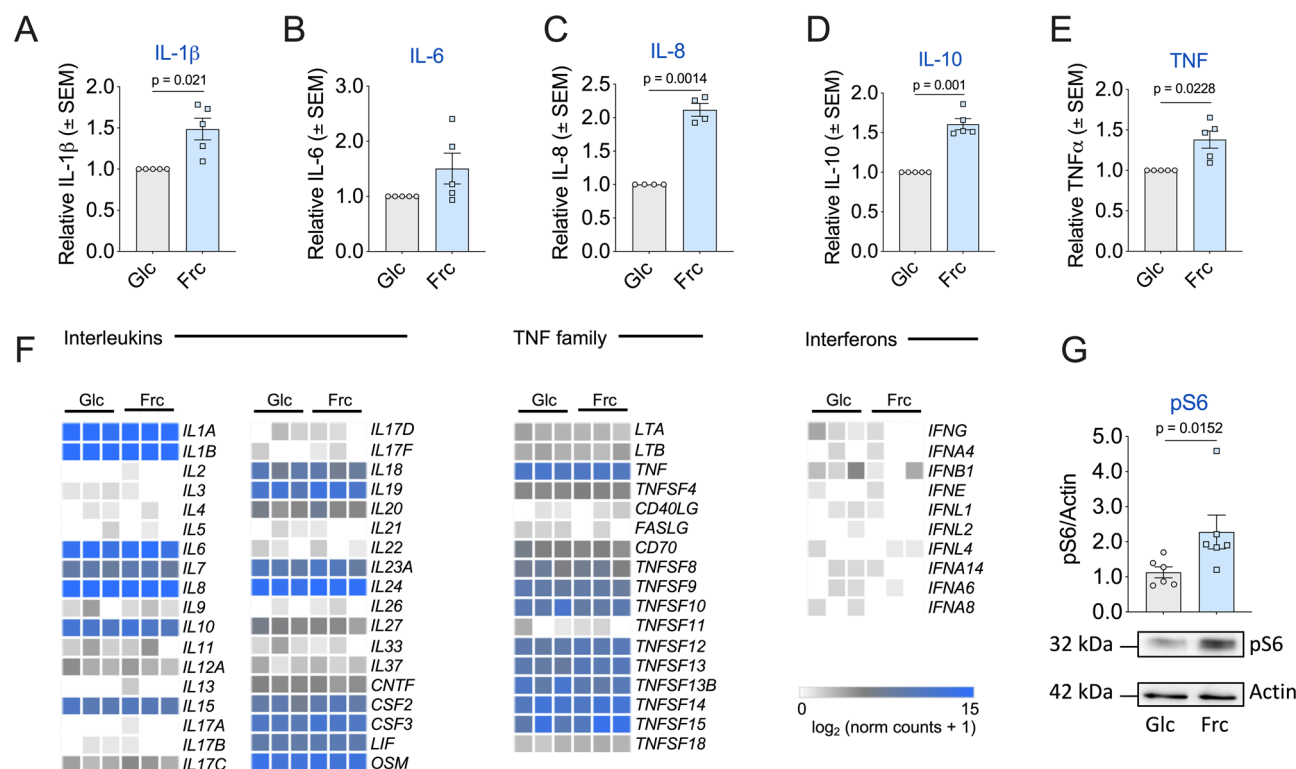 A
IL-1β
p = 0.021
Relative IL-1β (± SEM)
2.0
1.5
1.0
0.5
0.0
Glc
Frc
B
IL-6
Relative IL-6 (± SEM)
3.0
2.0
1.0
0.0
Glc
Frc
C
IL-8
p = 0.0014
Relative IL-8 (± SEM)
2.5
2.0
1.5
1.0
0.5
0.0
Glc
Frc
D
IL-10
p = 0.001
Relative IL-10 (± SEM)
2.0
1.5
1.0
0.5
0.0
Glc
Frc
E
TNF
p = 0.0228
Relative TNFα (± SEM)
2.0
1.5
1.0
0.5
0.0
Glc
Frc
F
Interleukins
Glc Frc
IL1A
IL1B
IL2
IL3
IL4
IL5
IL6
IL7
IL8
IL9
IL10
IL11
IL12A
IL13
IL15
IL17A
IL17B
IL17C
Glc Frc
IL17D
IL17F
IL18
IL19
IL20
IL21
IL22
IL23A
IL24
IL26
IL27
IL33
IL37
CNTF
CSF2
CSF3
LIF
OSM
TNF family
Glc Frc
LTA
LTB
TNF
TNFSF4
CD40LG
FASLG
CD70
TNFSF8
TNFSF9
TNFSF10
TNFSF11
TNFSF12
TNFSF13
TNFSF13B
TNFSF14
TNFSF15
TNFSF18
Interferons
Glc Frc
IFNG
IFNA4
IFNB1
IFNE
IFNL1
IFNL2
IFNL4
IFNA14
IFNA6
IFNA8
0 15
log2 (norm counts + 1)
G
pS6
p = 0.0152
pS6/Actin
5.0
4.0
3.0
2.0
1.0
0.0
32 kDa pS6
42 kDa Actin
Glc Frc